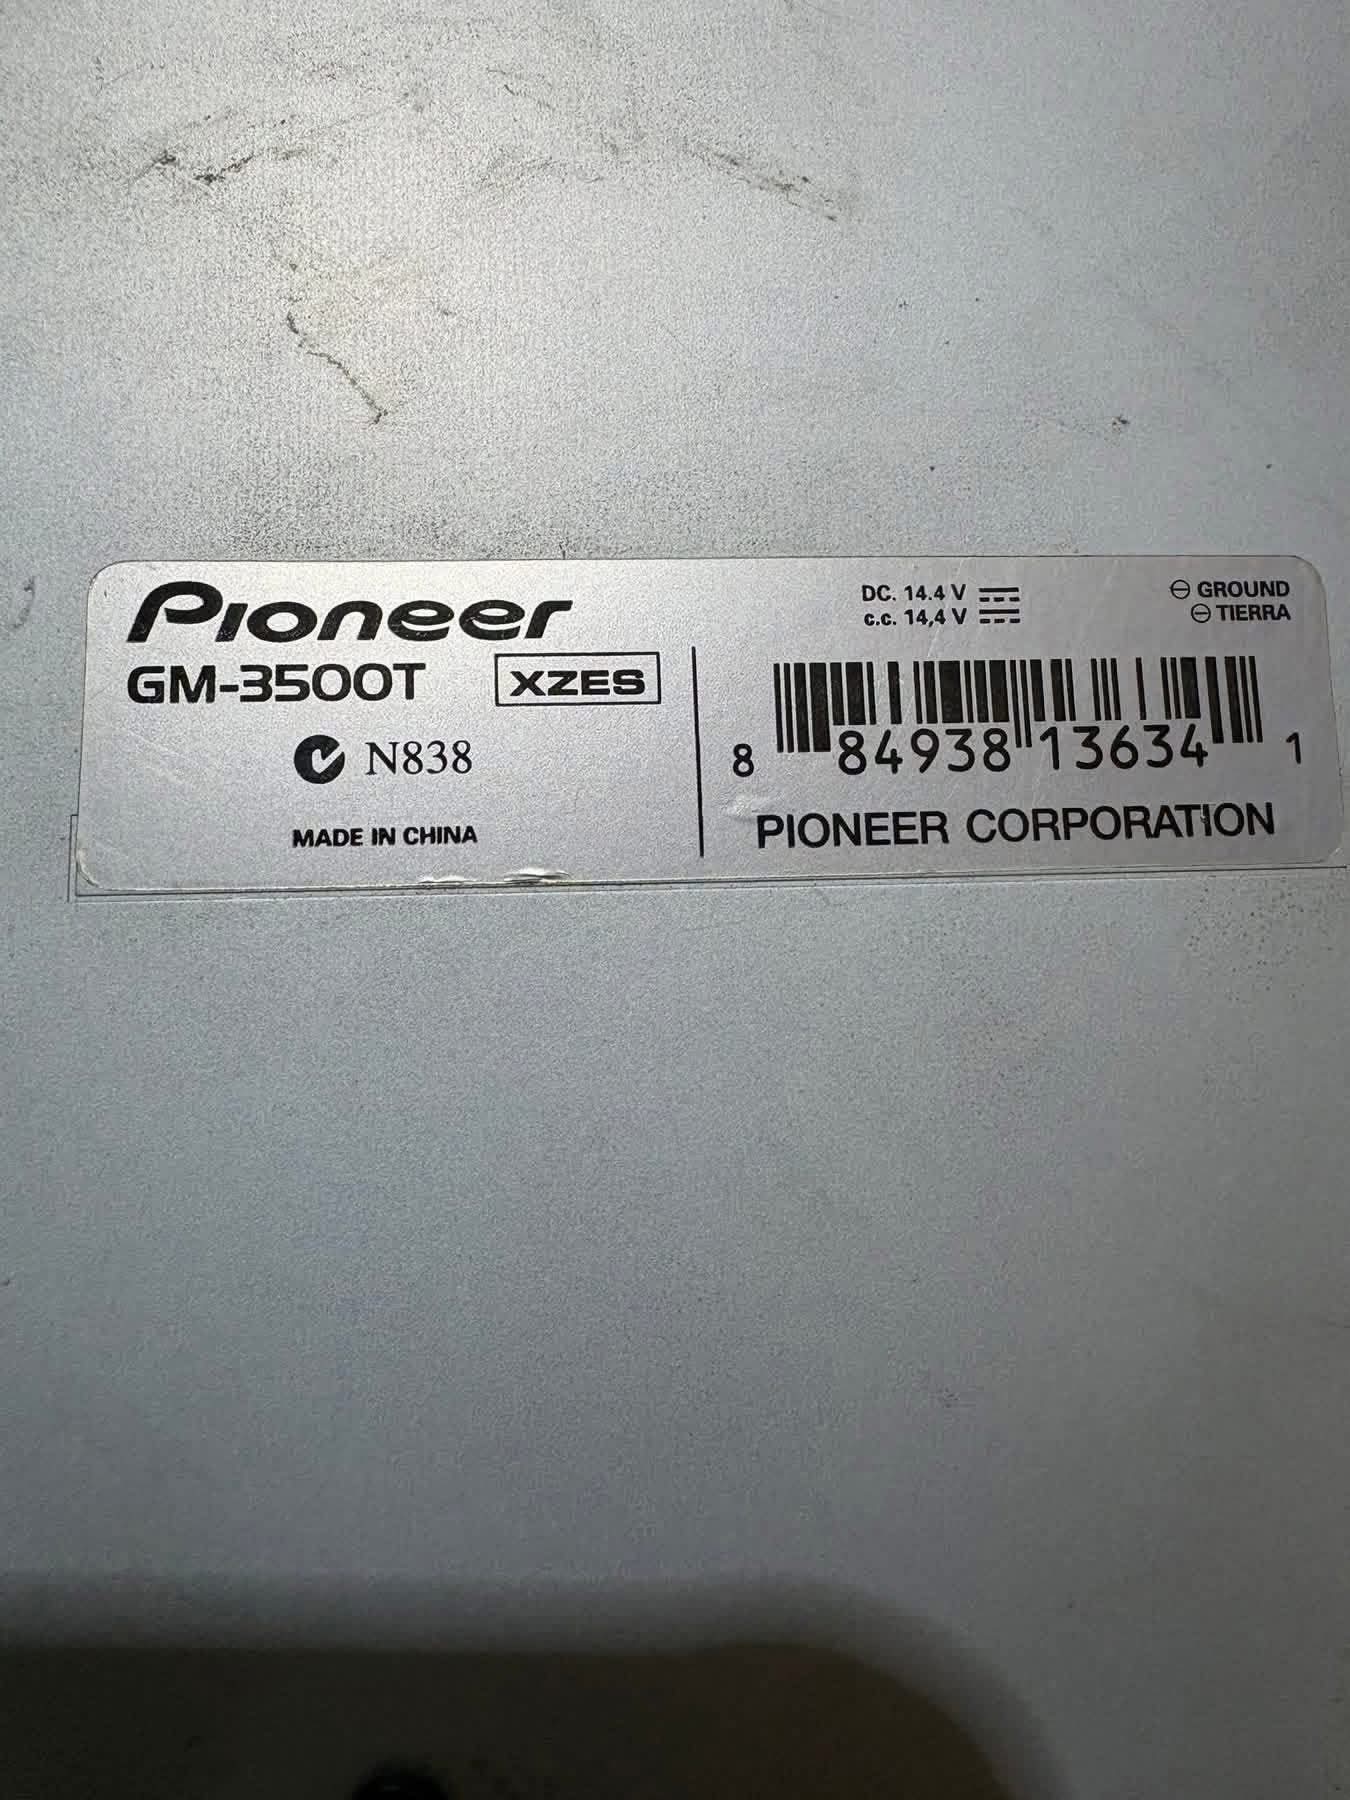 Pioneer
GM-3500T XZES
N838
MADE IN CHINA
DC. 14.4 V
c.c. 14,4 V
⊖ GROUND
⊖ TIERRA
8 84938 13634 1
PIONEER CORPORATION